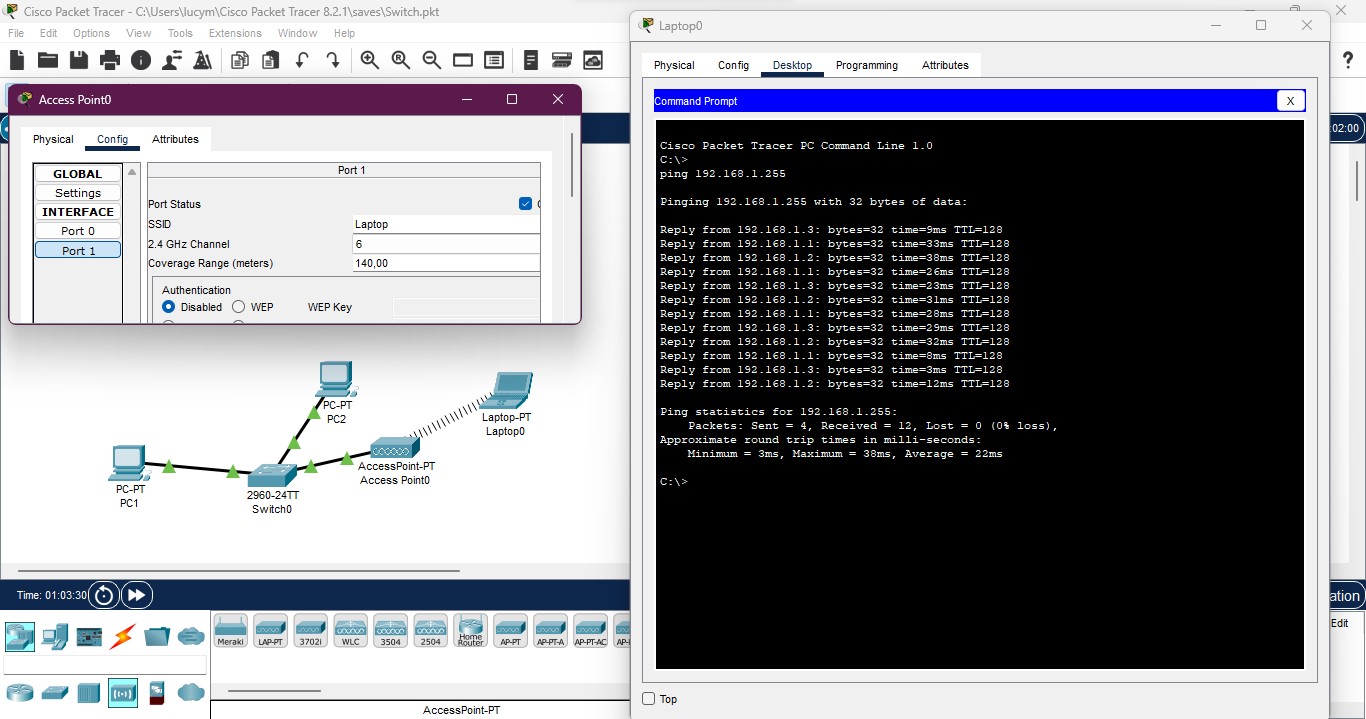 Cisco Packet Tracer - C:\Users\lucym\Cisco Packet Tracer 8.2.1\saves\Switch.pkt
File Edit Options View Tools Extensions Window Help
Access Point0
Physical Config Attributes
GLOBAL
Settings
INTERFACE
Port 0
Port 1
Port 1
Port Status
SSID Laptop
2.4 GHz Channel 6
Coverage Range (meters) 140,00
Authentication
Disabled WEP WEP Key
PC-PT
PC2
Laptop-PT
Laptop0
AccessPoint-PT
Access Point0
PC-PT
PC1
2960-24TT
Switch0
Time: 01:03:30
Meraki LAP-PT 3702i WLC 3504 2504 Home Router AP-PT AP-PT-A AP-PT-AC AP-
AccessPoint-PT
Laptop0
Physical Config Desktop Programming Attributes
Command Prompt X
Cisco Packet Tracer PC Command Line 1.0
C:\>
ping 192.168.1.255
Pinging 192.168.1.255 with 32 bytes of data:
Reply from 192.168.1.3: bytes=32 time=9ms TTL=128
Reply from 192.168.1.1: bytes=32 time=33ms TTL=128
Reply from 192.168.1.2: bytes=32 time=38ms TTL=128
Reply from 192.168.1.1: bytes=32 time=26ms TTL=128
Reply from 192.168.1.3: bytes=32 time=23ms TTL=128
Reply from 192.168.1.2: bytes=32 time=31ms TTL=128
Reply from 192.168.1.1: bytes=32 time=28ms TTL=128
Reply from 192.168.1.3: bytes=32 time=29ms TTL=128
Reply from 192.168.1.2: bytes=32 time=32ms TTL=128
Reply from 192.168.1.1: bytes=32 time=8ms TTL=128
Reply from 192.168.1.3: bytes=32 time=3ms TTL=128
Reply from 192.168.1.2: bytes=32 time=12ms TTL=128
Ping statistics for 192.168.1.255:
Packets: Sent = 4, Received = 12, Lost = 0 (0% loss),
Approximate round trip times in milli-seconds:
Minimum = 3ms, Maximum = 38ms, Average = 22ms
C:\>
Top
?
:02:00
ation
Edit